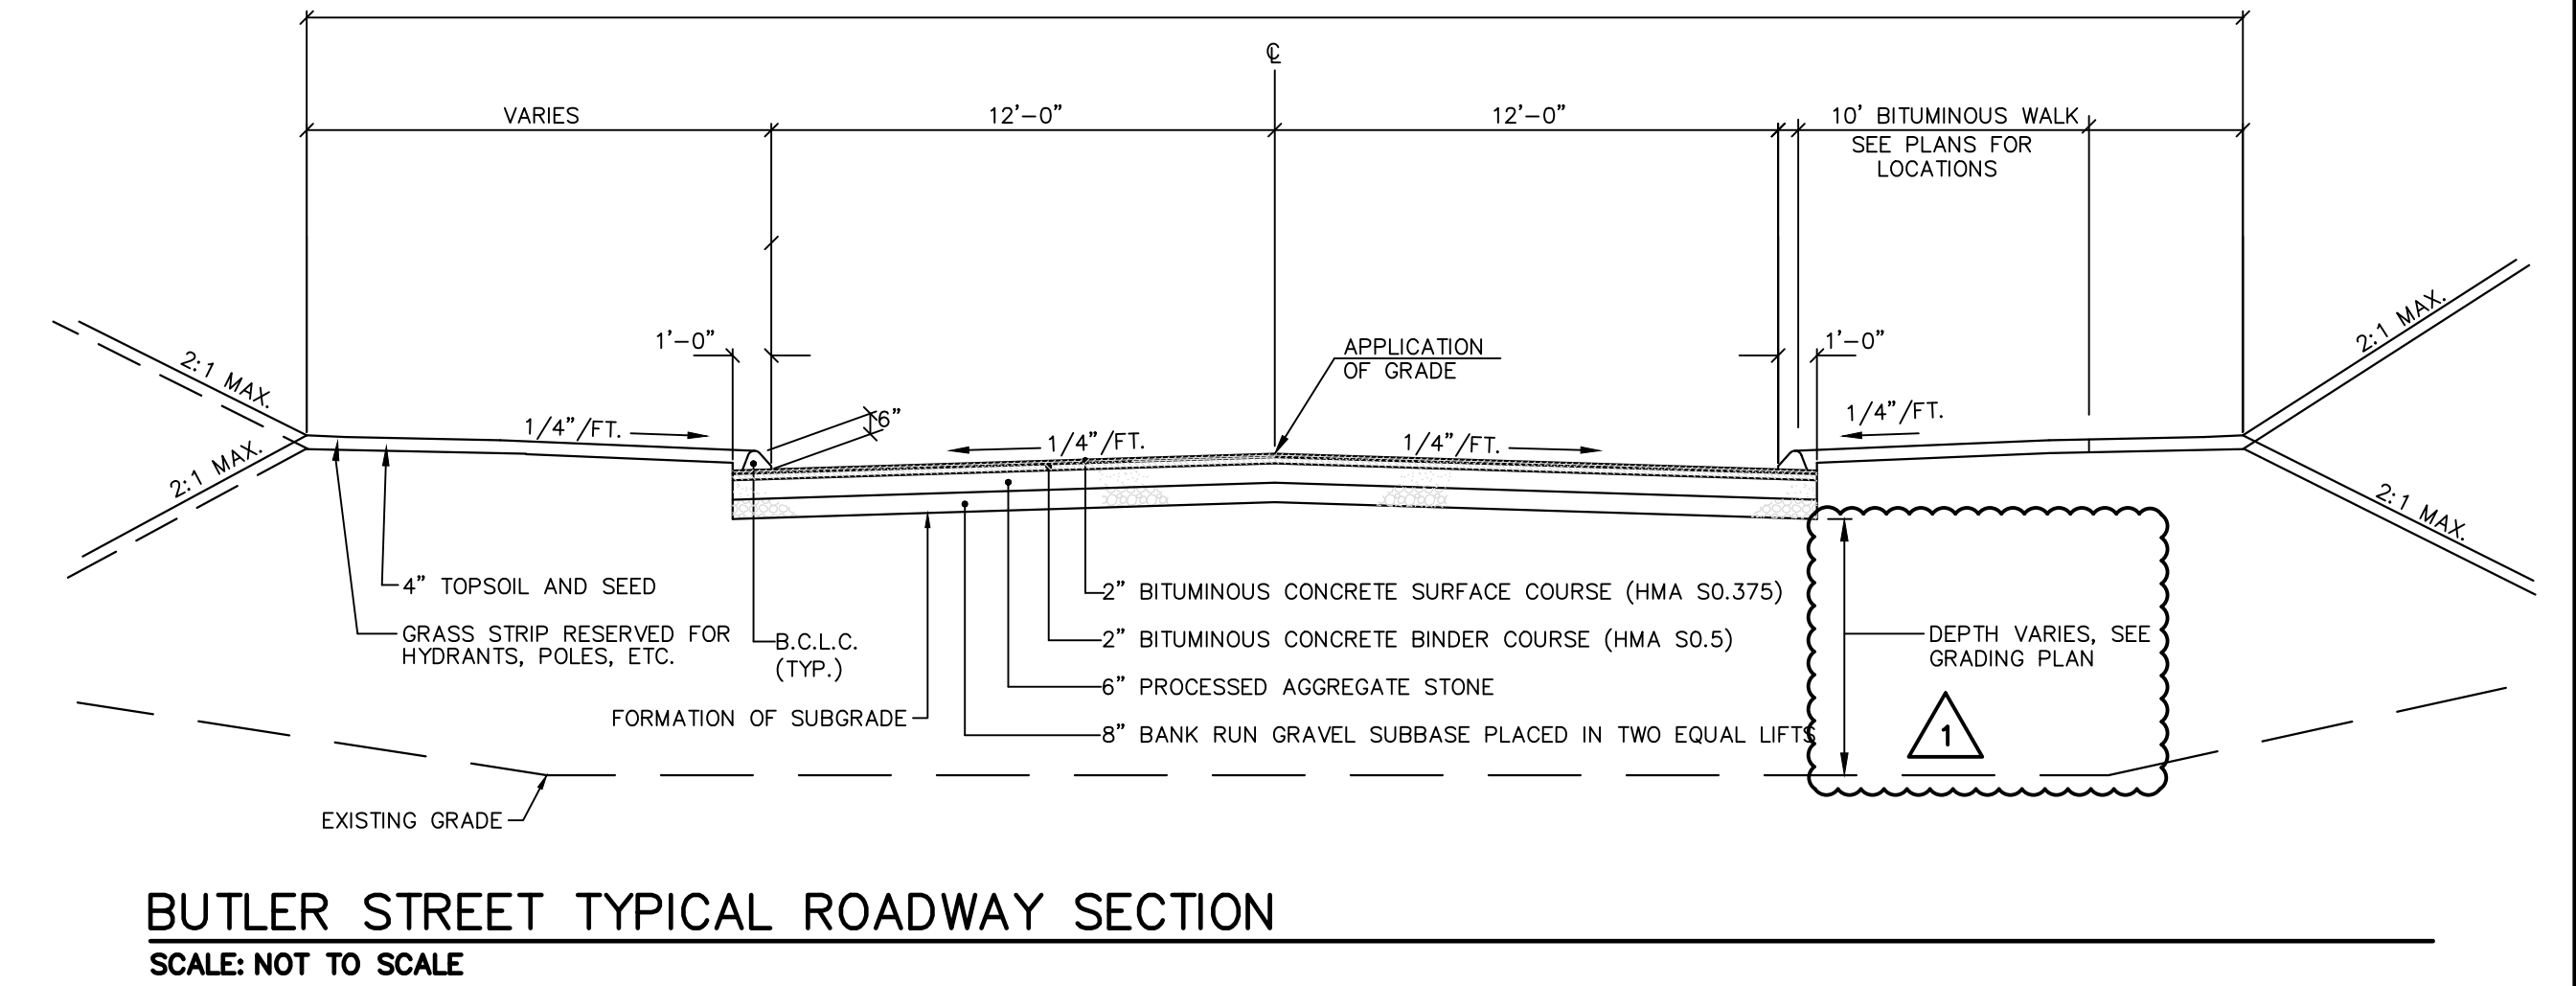 ℄
VARIES
12'-0"
12'-0"
10' BITUMINOUS WALK
SEE PLANS FOR
LOCATIONS
2:1 MAX.
2:1 MAX.
1'-0"
6"
1/4"/FT.
1/4"/FT.
APPLICATION
OF GRADE
1/4"/FT.
1'-0"
1/4"/FT.
2:1 MAX.
2:1 MAX.
4" TOPSOIL AND SEED
GRASS STRIP RESERVED FOR
HYDRANTS, POLES, ETC.
B.C.L.C.
(TYP.)
FORMATION OF SUBGRADE
2" BITUMINOUS CONCRETE SURFACE COURSE (HMA S0.375)
2" BITUMINOUS CONCRETE BINDER COURSE (HMA S0.5)
6" PROCESSED AGGREGATE STONE
8" BANK RUN GRAVEL SUBBASE PLACED IN TWO EQUAL LIFTS
DEPTH VARIES, SEE
GRADING PLAN
1
EXISTING GRADE
BUTLER STREET TYPICAL ROADWAY SECTION
SCALE: NOT TO SCALE